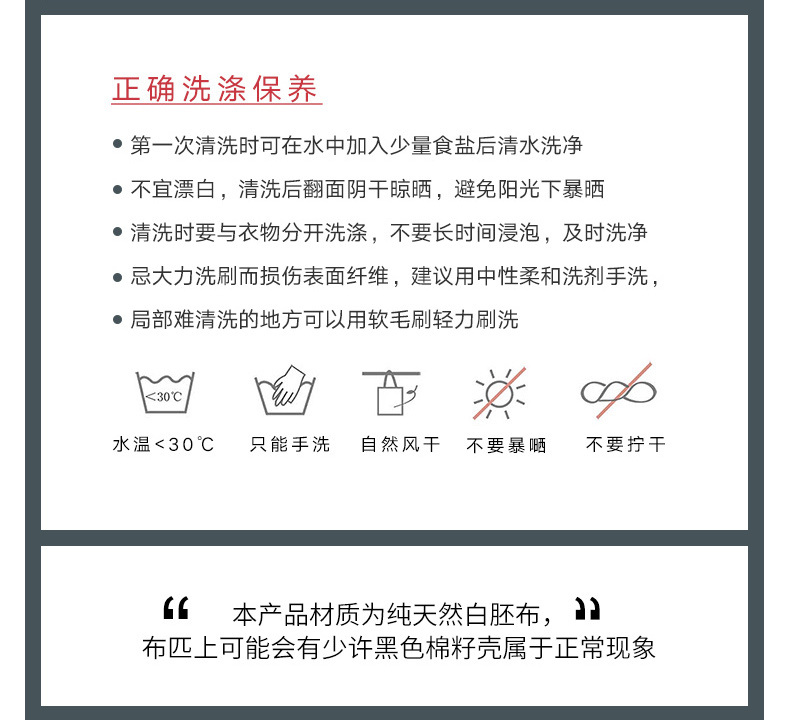 正确洗涤保养
第一次清洗时可在水中加入少量食盐后清水洗净
不宜漂白，清洗后翻面阴干晾晒，避免阳光下暴晒
清洗时要与衣物分开洗涤，不要长时间浸泡，及时洗净
忌大力洗刷而损伤表面纤维，建议用中性柔和洗剂手洗，
局部难清洗的地方可以用软毛刷轻力刷洗
<30℃
水温<30℃ 只能手洗 自然风干 不要暴嗮 不要拧干
“ 本产品材质为纯天然白胚布， ”
布匹上可能会有少许黑色棉籽壳属于正常现象